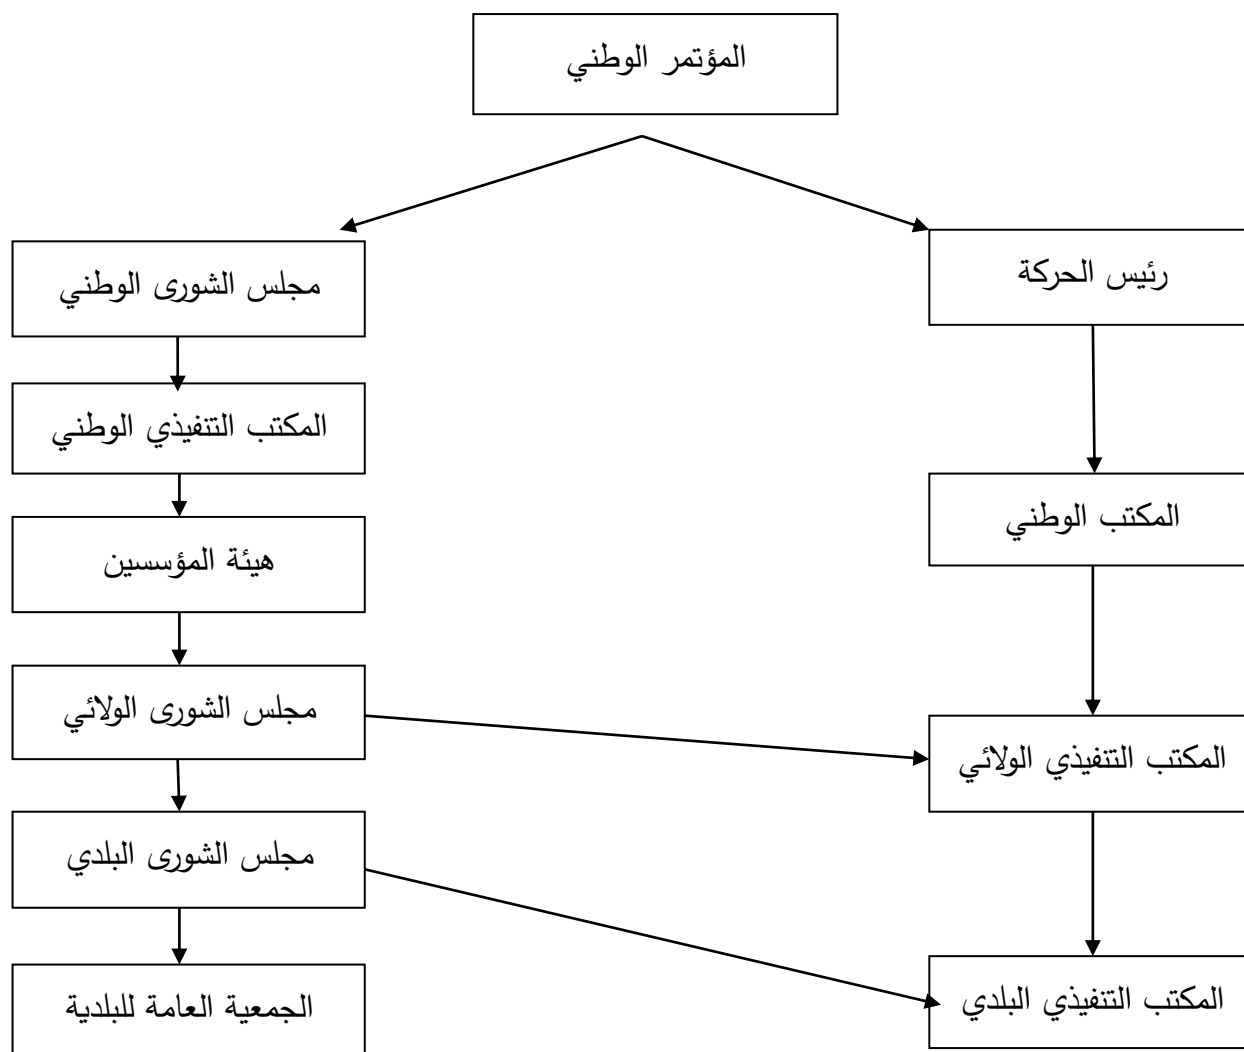 المؤتمر الوطني
رئيس الحركة
مجلس الشورى الوطني
المكتب التنفيذي الوطني
المكتب الوطني
هيئة المؤسسين
مجلس الشورى الولائي
المكتب التنفيذي الولائي
مجلس الشورى البلدي
المكتب التنفيذي البلدي
الجمعية العامة للبلدية